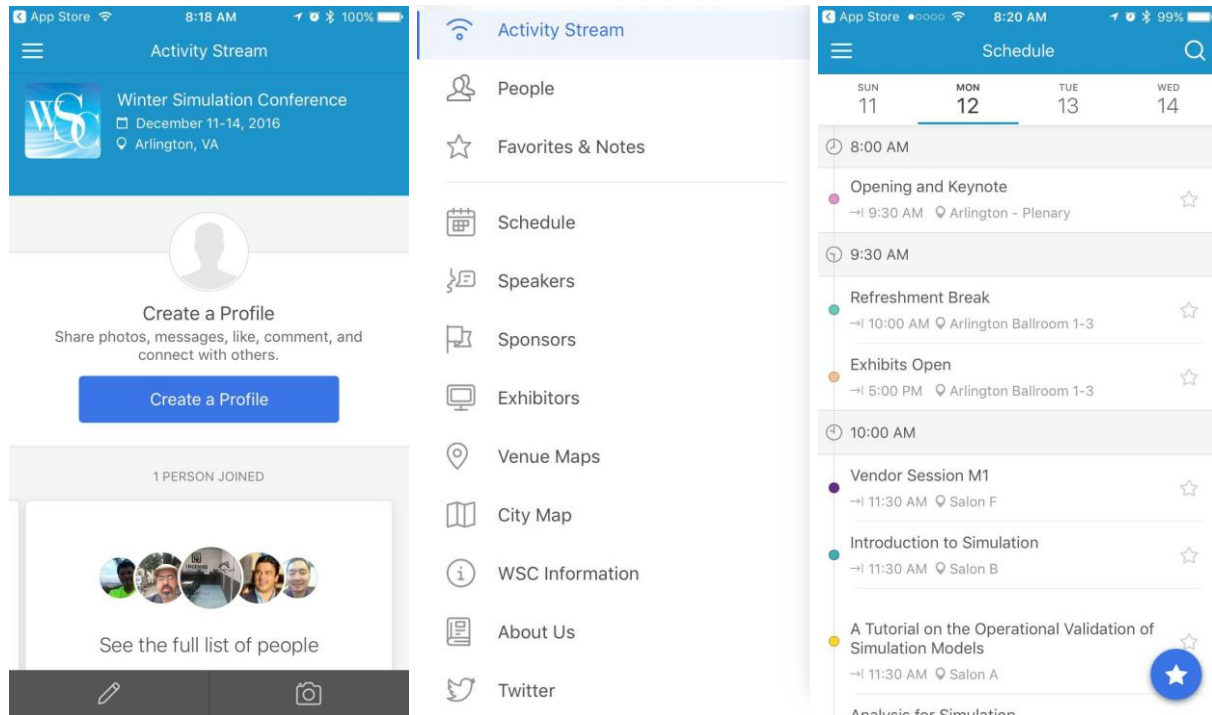 App Store 8:18 AM 100%
Activity Stream
WSC
Winter Simulation Conference
December 11-14, 2016
Arlington, VA
Create a Profile
Share photos, messages, like, comment, and
connect with others.
Create a Profile
1 PERSON JOINED
See the full list of people
Activity Stream
People
Favorites & Notes
Schedule
Speakers
Sponsors
Exhibitors
Venue Maps
City Map
WSC Information
About Us
Twitter
App Store 8:20 AM 99%
Schedule
SUN MON TUE WED
11 12 13 14
8:00 AM
Opening and Keynote
9:30 AM Arlington - Plenary
9:30 AM
Refreshment Break
10:00 AM Arlington Ballroom 1-3
Exhibits Open
5:00 PM Arlington Ballroom 1-3
10:00 AM
Vendor Session M1
11:30 AM Salon F
Introduction to Simulation
11:30 AM Salon B
A Tutorial on the Operational Validation of
Simulation Models
11:30 AM Salon A
Analysis for Simulation